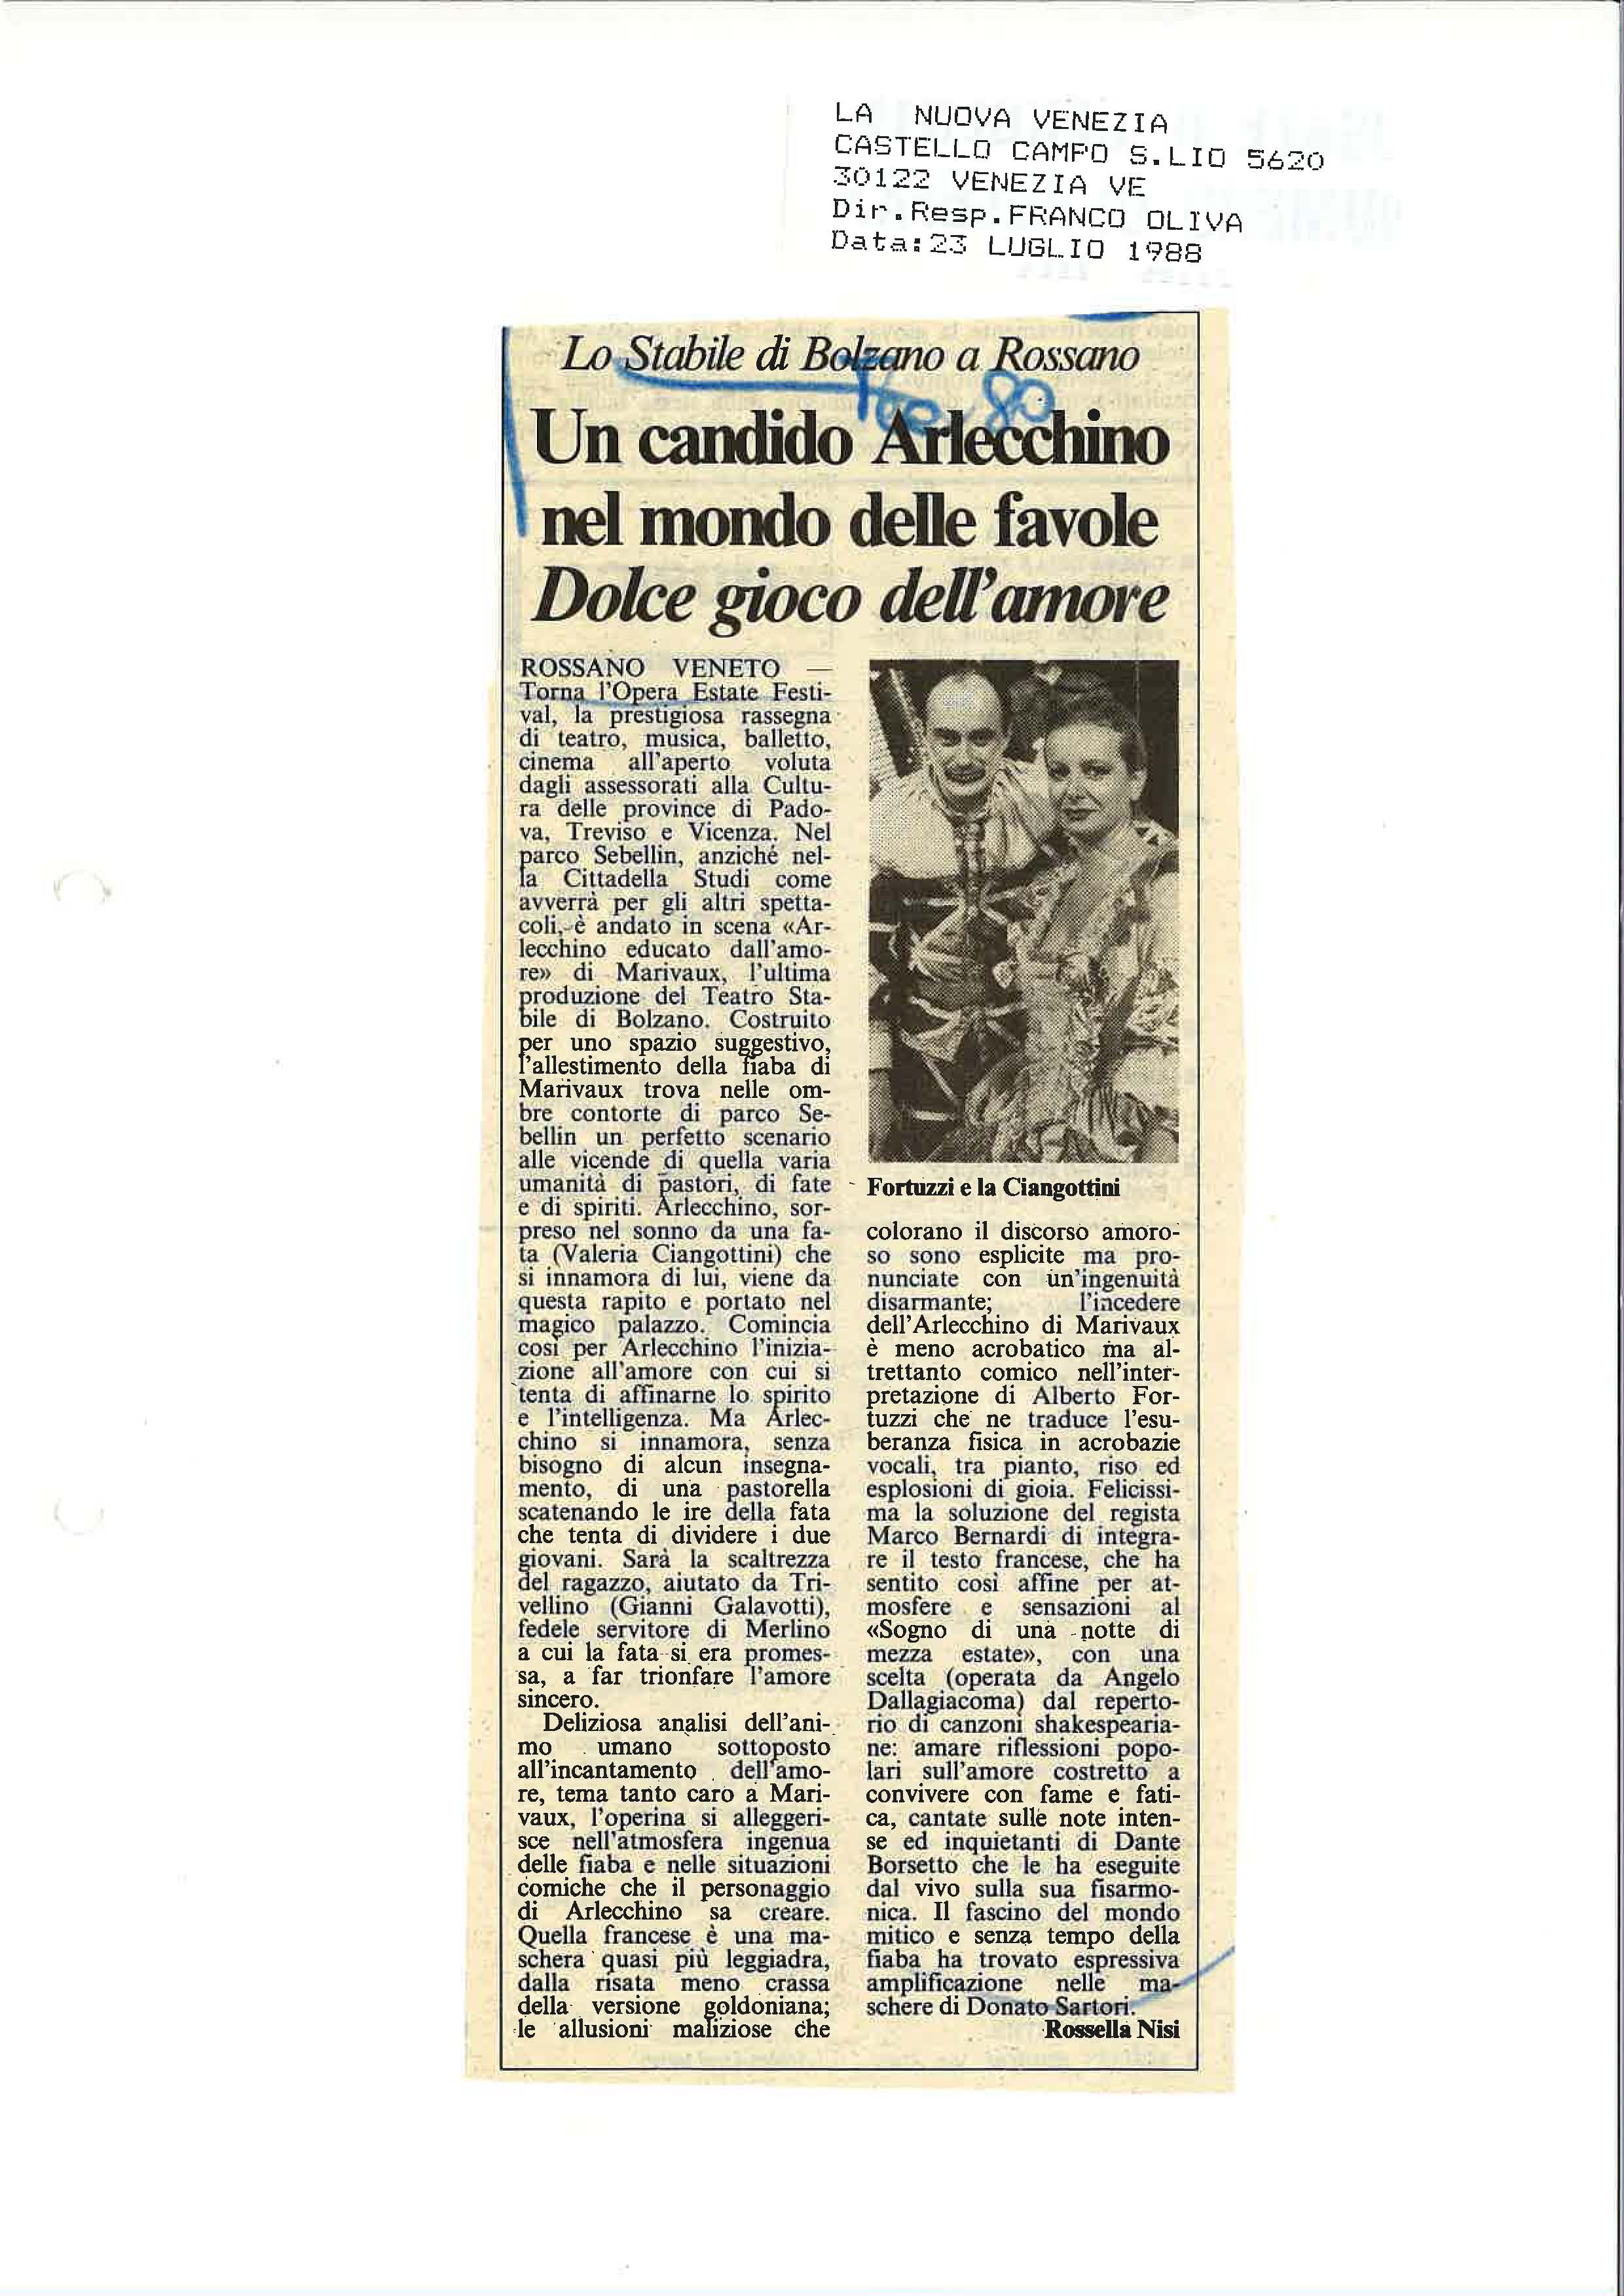 LA NUOVA VENEZIA
CASTELLO CAMPO S.LIO 5620
30122 VENEZIA VE
Dir.Resp.FRANCO OLIVA
Data:23 LUGLIO 1988
Lo Stabile di Bolzano a Rossano
Un candido Arlecchino
nel mondo delle favole
Dolce gioco dell'amore
ROSSANO VENETO —
Torna l'Opera Estate Festi-
val, la prestigiosa rassegna
di teatro, musica, balletto,
cinema all'aperto voluta
dagli assessorati alla Cultu-
ra delle province di Pado-
va, Treviso e Vicenza. Nel
parco Sebellin, anziché nel-
la Cittadella Studi come
avverrà per gli altri spetta-
coli, è andato in scena «Ar-
lecchino educato dall'amo-
re» di Marivaux, l'ultima
produzione del Teatro Sta-
bile di Bolzano. Costruito
per uno spazio suggestivo,
l'allestimento della fiaba di
Marivaux trova nelle om-
bre contorte di parco Se-
bellin un perfetto scenario
alle vicende di quella varia
umanità di pastori, di fate
e di spiriti. Arlecchino, sor-
preso nel sonno da una fa-
ta (Valeria Ciangottini) che
si innamora di lui, viene da
questa rapito e portato nel
magico palazzo. Comincia
così per Arlecchino l'inizia-
zione all'amore con cui si
tenta di affinarne lo spirito
e l'intelligenza. Ma Arlec-
chino si innamora, senza
bisogno di alcun insegna-
mento, di una pastorella
scatenando le ire della fata
che tenta di dividere i due
giovani. Sarà la scaltrezza
del ragazzo, aiutato da Tri-
vellino (Gianni Galavotti),
fedele servitore di Merlino
a cui la fata si era promes-
sa, a far trionfare l'amore
sincero.
Deliziosa analisi dell'ani-
mo umano sottoposto
all'incantamento dell'amo-
re, tema tanto caro a Mari-
vaux, l'operina si alleggeri-
sce nell'atmosfera ingenua
delle fiaba e nelle situazioni
comiche che il personaggio
di Arlecchino sa creare.
Quella francese è una ma-
schera quasi più leggiadra,
dalla risata meno crassa
della versione goldoniana;
le allusioni maliziose che
Fortuzzi e la Ciangottini
colorano il discorso amoro-
so sono esplicite ma pro-
nunciate con un'ingenuità
disarmante; l'incedere
dell'Arlecchino di Marivaux
è meno acrobatico ma al-
trettanto comico nell'inter-
pretazione di Alberto For-
tuzzi che ne traduce l'esu-
beranza fisica in acrobazie
vocali, tra pianto, riso ed
esplosioni di gioia. Felicissi-
ma la soluzione del regista
Marco Bernardi di integra-
re il testo francese, che ha
sentito così affine per at-
mosfere e sensazioni al
«Sogno di una notte di
mezza estate», con una
scelta (operata da Angelo
Dallagiacoma) dal reperto-
rio di canzoni shakespearia-
ne: amare riflessioni popo-
lari sull'amore costretto a
convivere con fame e fati-
ca, cantate sulle note inten-
se ed inquietanti di Dante
Borsetto che le ha eseguite
dal vivo sulla sua fisarmo-
nica. Il fascino del mondo
mitico e senza tempo della
fiaba ha trovato espressiva
amplificazione nelle ma-
schere di Donato Sartori.
Rossella Nisi